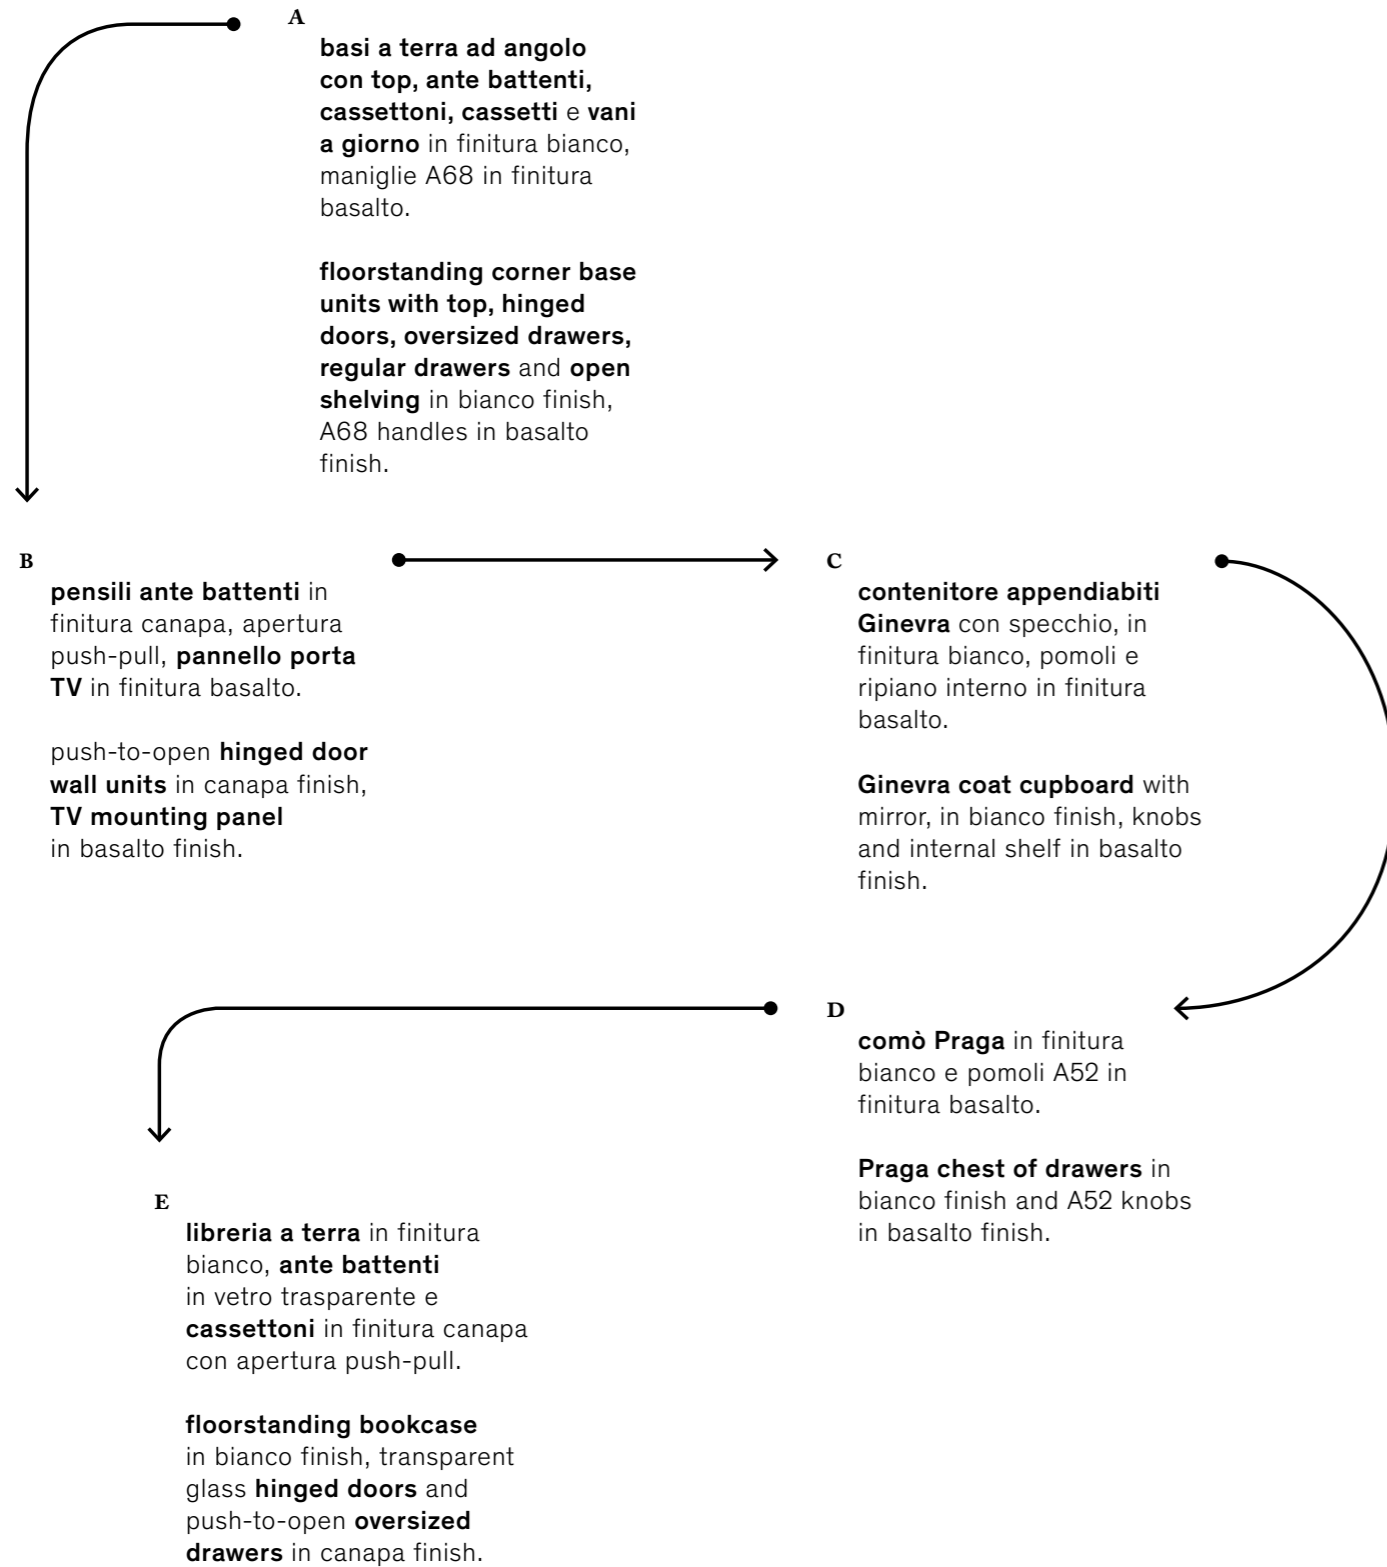 A
basi a terra ad angolo
con top, ante battenti,
cassettoni, cassetti e vani
a giorno in finitura bianco,
maniglie A68 in finitura
basalto.
floorstanding corner base
units with top, hinged
doors, oversized drawers,
regular drawers and open
shelving in bianco finish,
A68 handles in basalto
finish.
B
pensili ante battenti in
finitura canapa, apertura
push-pull, pannello porta
TV in finitura basalto.
push-to-open hinged door
wall units in canapa finish,
TV mounting panel
in basalto finish.
C
contenitore appendiabiti
Ginevra con specchio, in
finitura bianco, pomoli e
ripiano interno in finitura
basalto.
Ginevra coat cupboard with
mirror, in bianco finish, knobs
and internal shelf in basalto
finish.
D
comò Praga in finitura
bianco e pomoli A52 in
finitura basalto.
Praga chest of drawers in
bianco finish and A52 knobs
in basalto finish.
E
libreria a terra in finitura
bianco, ante battenti
in vetro trasparente e
cassettoni in finitura canapa
con apertura push-pull.
floorstanding bookcase
in bianco finish, transparent
glass hinged doors and
push-to-open oversized
drawers in canapa finish.